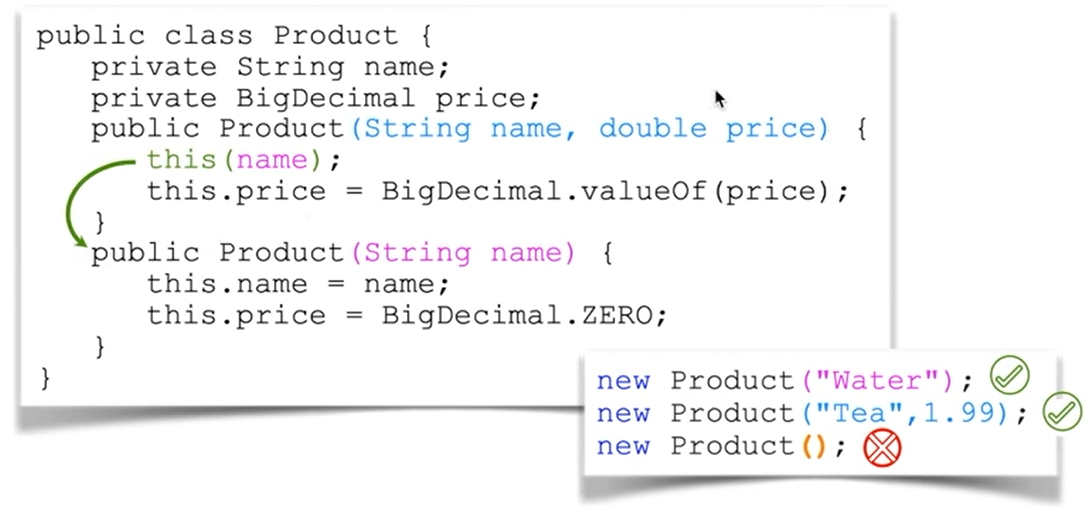 public class Product {
private String name;
private BigDecimal price;
public Product(String name, double price) {
this(name);
this.price = BigDecimal.valueOf(price);
}
public Product(String name) {
this.name = name;
this.price = BigDecimal.ZERO;
}
}
new Product("Water");
new Product("Tea",1.99);
new Product();